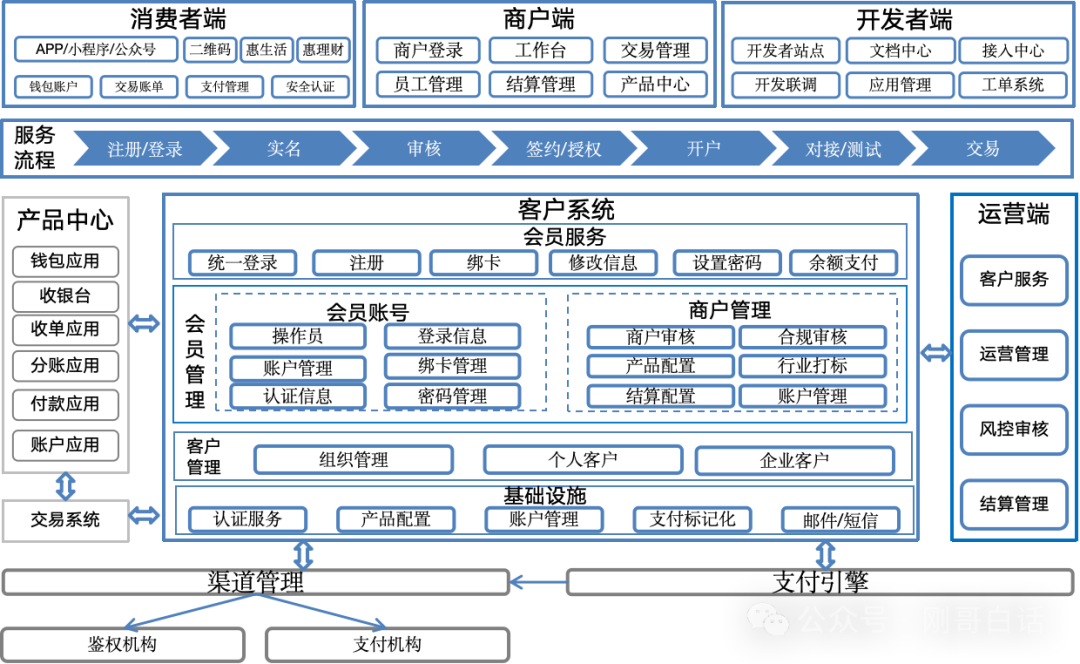 消费者端
APP/小程序/公众号 二维码 惠生活 惠理财
钱包账户 交易账单 支付管理 安全认证
商户端
商户登录 工作台 交易管理
员工管理 结算管理 产品中心
开发者端
开发者站点 文档中心 接人中心
开发联调 应用管理 工单系统
服务
流程
注册/登录 实名 审核 签约/授权 开户 对接/测试 交易
产品中心
钱包应用
收银台
收单应用
分账应用
付款应用
账户应用
交易系统
客户系统
会员服务
统一登录 注册 绑卡 修改信息 设置密码 余额支付
会员管理
会员账号
操作员 登录信息
账户管理 绑卡管理
认证信息 密码管理
商户管理
商户审核 合规审核
产品配置 行业打标
结算配置 账户管理
客户
管理
组织管理 个人客户 企业客户
基础设施
认证服务 产品配置 账户管理 支付标记化 邮件/短信
运营端
客户服务
运营管理
风控审核
结算管理
渠道管理 支付引擎
鉴权机构 支付机构
公众号 刚哥白话